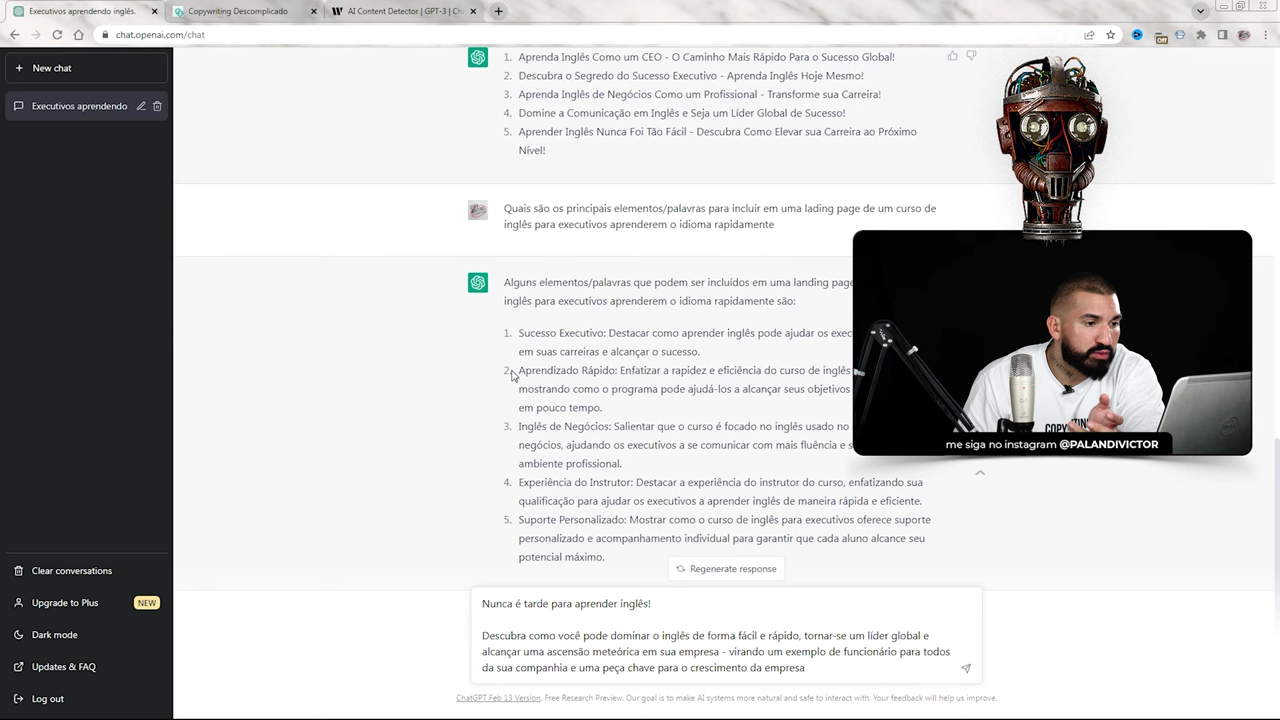 Executivos aprendendo inglês.
Copywriting Descomplicado
AI Content Detector | GPT-3 | Ch
chat.openai.com/chat
Off
New chat
Executivos aprendendo
1. Aprenda Inglês Como um CEO - O Caminho Mais Rápido Para o Sucesso Global!
2. Descubra o Segredo do Sucesso Executivo - Aprenda Inglês Hoje Mesmo!
3. Aprenda Inglês de Negócios Como um Profissional - Transforme sua Carreira!
4. Domine a Comunicação em Inglês e Seja um Líder Global de Sucesso!
5. Aprender Inglês Nunca Foi Tão Fácil - Descubra Como Elevar sua Carreira ao Próximo
Nível!
Quais são os principais elementos/palavras para incluir em uma lading page de um curso de
inglês para executivos aprenderem o idioma rapidamente
Alguns elementos/palavras que podem ser incluídos em uma landing page
inglês para executivos aprenderem o idioma rapidamente são:
1. Sucesso Executivo: Destacar como aprender inglês pode ajudar os exec
em suas carreiras e alcançar o sucesso.
2. Aprendizado Rápido: Enfatizar a rapidez e eficiência do curso de inglês
mostrando como o programa pode ajudá-los a alcançar seus objetivos
em pouco tempo.
3. Inglês de Negócios: Salientar que o curso é focado no inglês usado no
negócios, ajudando os executivos a se comunicar com mais fluência e s
ambiente profissional.
4. Experiência do Instrutor: Destacar a experiência do instrutor do curso, enfatizando sua
qualificação para ajudar os executivos a aprender inglês de maneira rápida e eficiente.
5. Suporte Personalizado: Mostrar como o curso de inglês para executivos oferece suporte
personalizado e acompanhamento individual para garantir que cada aluno alcance seu
potencial máximo.
me siga no instagram @PALANDIVICTOR
Regenerate response
Nunca é tarde para aprender inglês!
Descubra como você pode dominar o inglês de forma fácil e rápido, tornar-se um líder global e
alcançar uma ascensão meteórica em sua empresa - virando um exemplo de funcionário para todos
da sua companhia e uma peça chave para o crescimento da empresa
ChatGPT Feb 13 Version. Free Research Preview. Our goal is to make AI systems more natural and safe to interact with. Your feedback will help us improve.
Clear conversations
Upgrade to Plus
NEW
Dark mode
Updates & FAQ
Log out